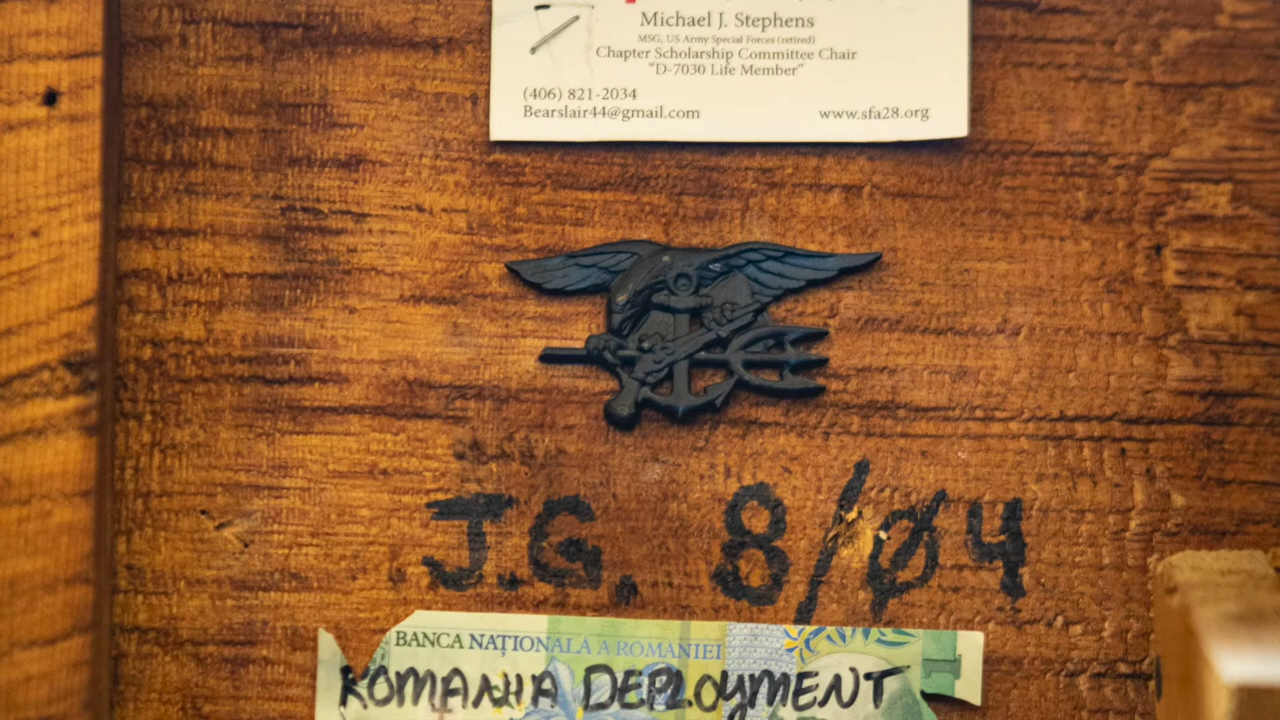 Michael J. Stephens
MSG, US Army Special Forces (retired)
Chapter Scholarship Committee Chair
"D-7030 Life Member"
(406) 821-2034
Bearslair44@gmail.com
www.sfa28.org
J.G. 8/04
BANCA NAȚIONALĂ A ROMANIEI
ROMANIA DEPLOYMENT